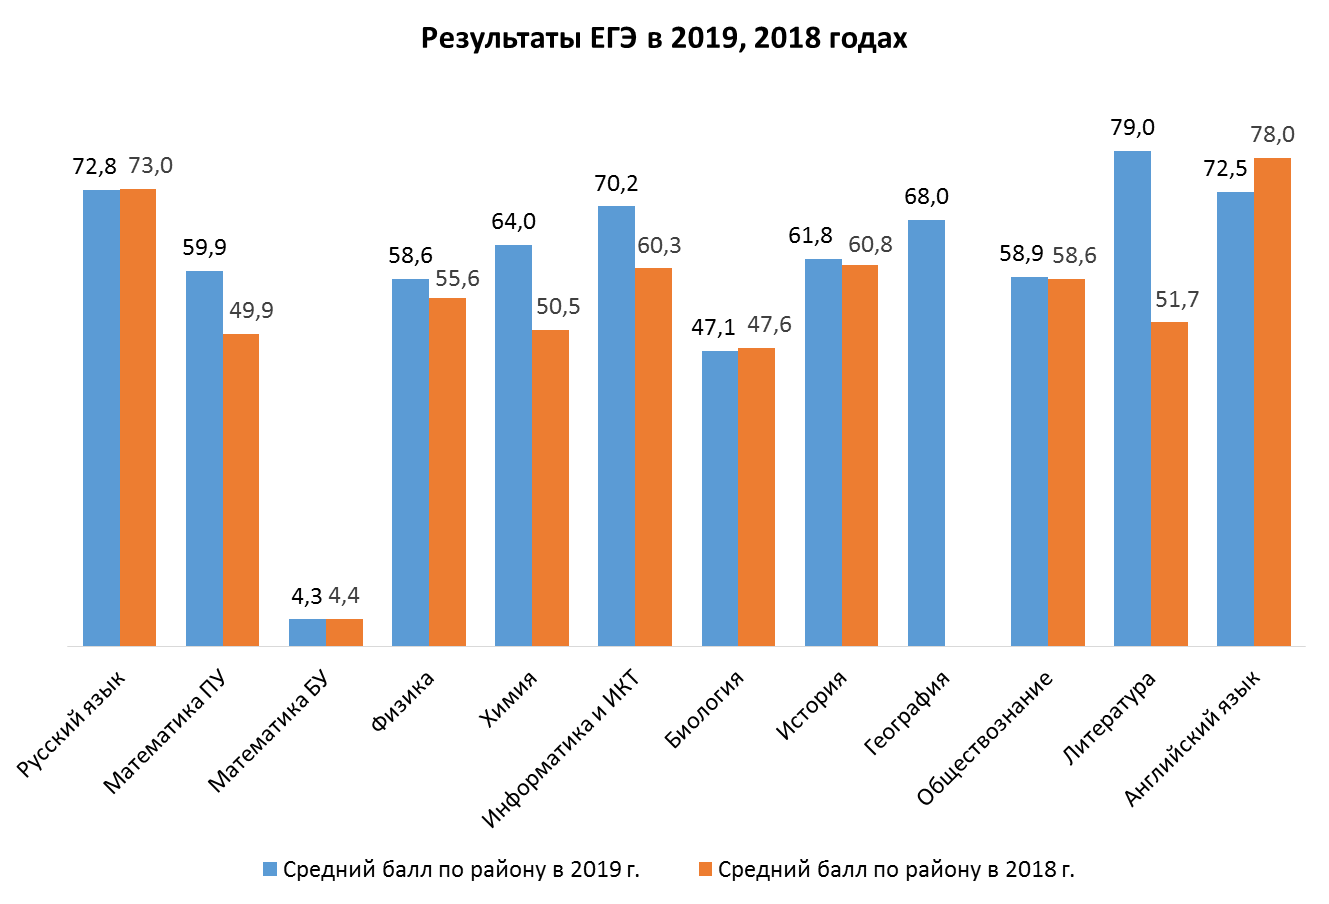 Результаты ЕГЭ в 2019, 2018 годах
72,8 73,0
59,9 49,9
4,3 4,4
58,6 55,6
64,0 50,5
70,2 60,3
47,1 47,6
61,8 60,8
68,0
58,9 58,6
79,0 51,7
72,5 78,0
Русский язык
Математика ПУ
Математика БУ
Физика
Химия
Информатика и ИКТ
Биология
История
География
Обществознание
Литература
Английский язык
Средний балл по району в 2019 г.
Средний балл по району в 2018 г.